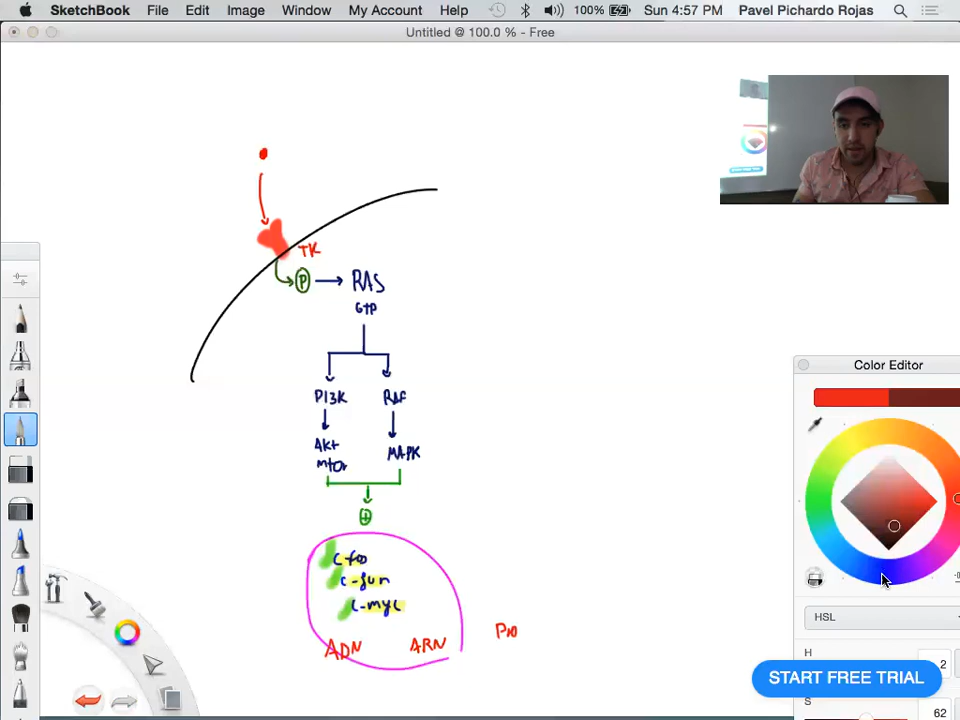 SketchBook File Edit Image Window My Account Help 100% Sun 4:57 PM Pavel Pichardo Rojas
Untitled @ 100.0 % - Free
TK
P RAS
GTP
PI3K RAF
Akt MAPK
mtor
+
c-fos
c-jun
c-myc
ADN ARN Pro
Color Editor
HSL
H 2
START FREE TRIAL
S 62